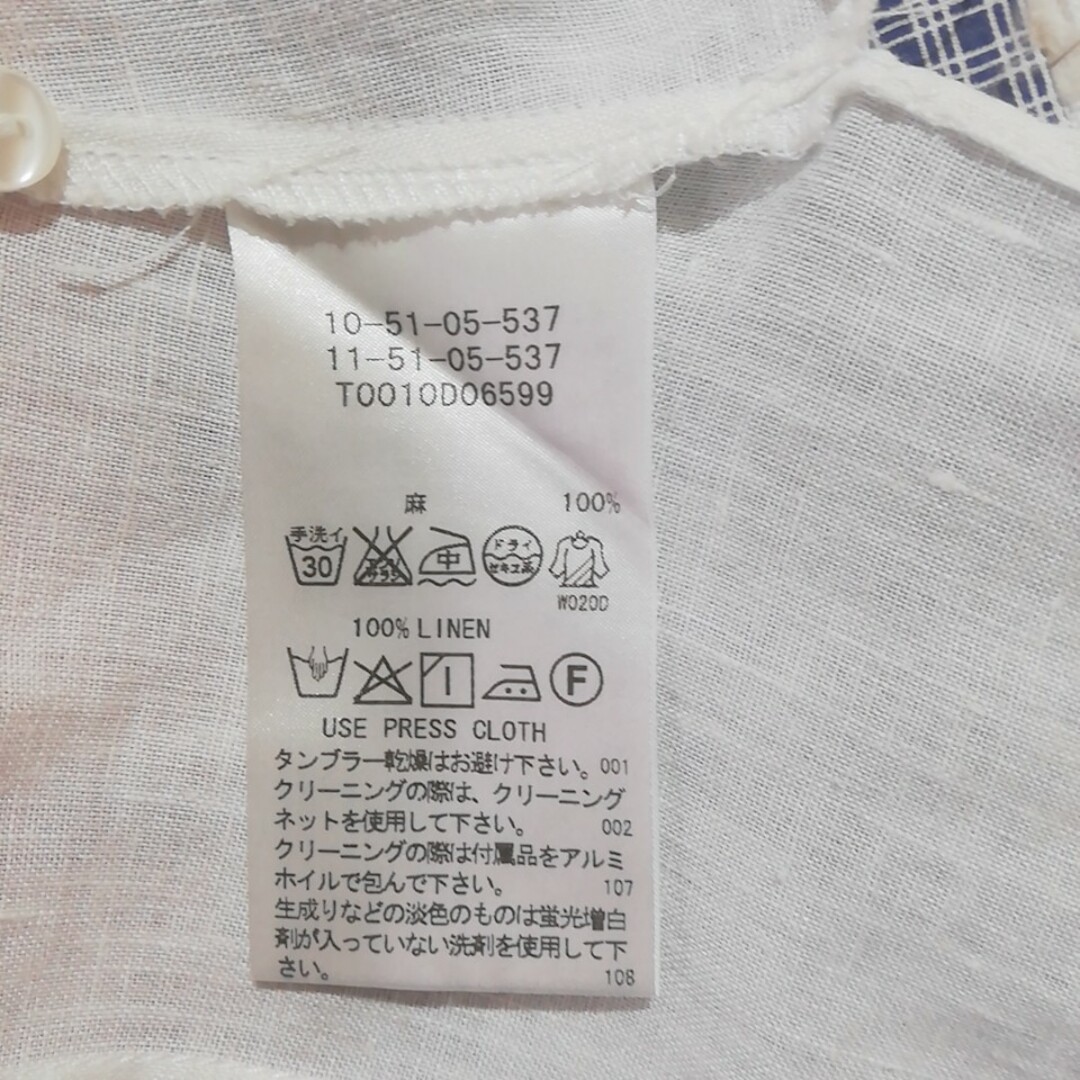 10-51-05-537
11-51-05-537
T0010D06599
麻 100%
手洗イ 30 エンソサラシ 中 ドライ セキユ系
W020D
100% LINEN
F
USE PRESS CLOTH
タンブラー乾燥はお避け下さい。 001
クリーニングの際は、クリーニング
ネットを使用して下さい。 002
クリーニングの際は付属品をアルミ
ホイルで包んで下さい。 107
生成りなどの淡色のものは蛍光増白
剤が入っていない洗剤を使用して下
さい。 108